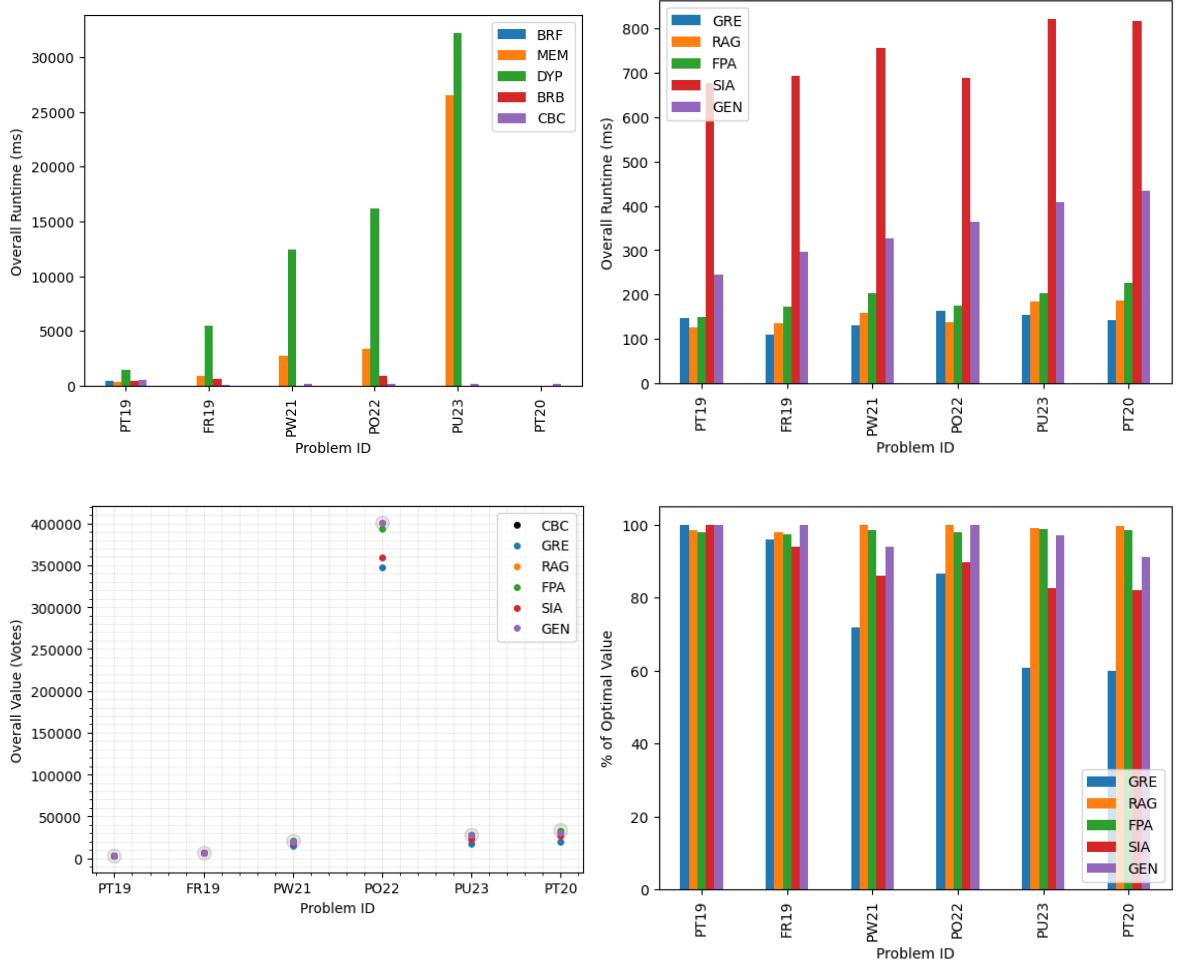 30000
25000
20000
15000
10000
5000
0
Overall Runtime (ms)
BRF
MEM
DYP
BRB
CBC
PT19
FR19
PW21
PO22
PU23
PT20
Problem ID
800
700
600
500
400
300
200
100
0
Overall Runtime (ms)
GRE
RAG
FPA
SIA
GEN
PT19
FR19
PW21
PO22
PU23
PT20
Problem ID
400000
350000
300000
250000
200000
150000
100000
50000
0
Overall Value (Votes)
CBC
GRE
RAG
FPA
SIA
GEN
PT19
FR19
PW21
PO22
PU23
PT20
Problem ID
100
80
60
40
20
0
% of Optimal Value
GRE
RAG
FPA
SIA
GEN
PT19
FR19
PW21
PO22
PU23
PT20
Problem ID